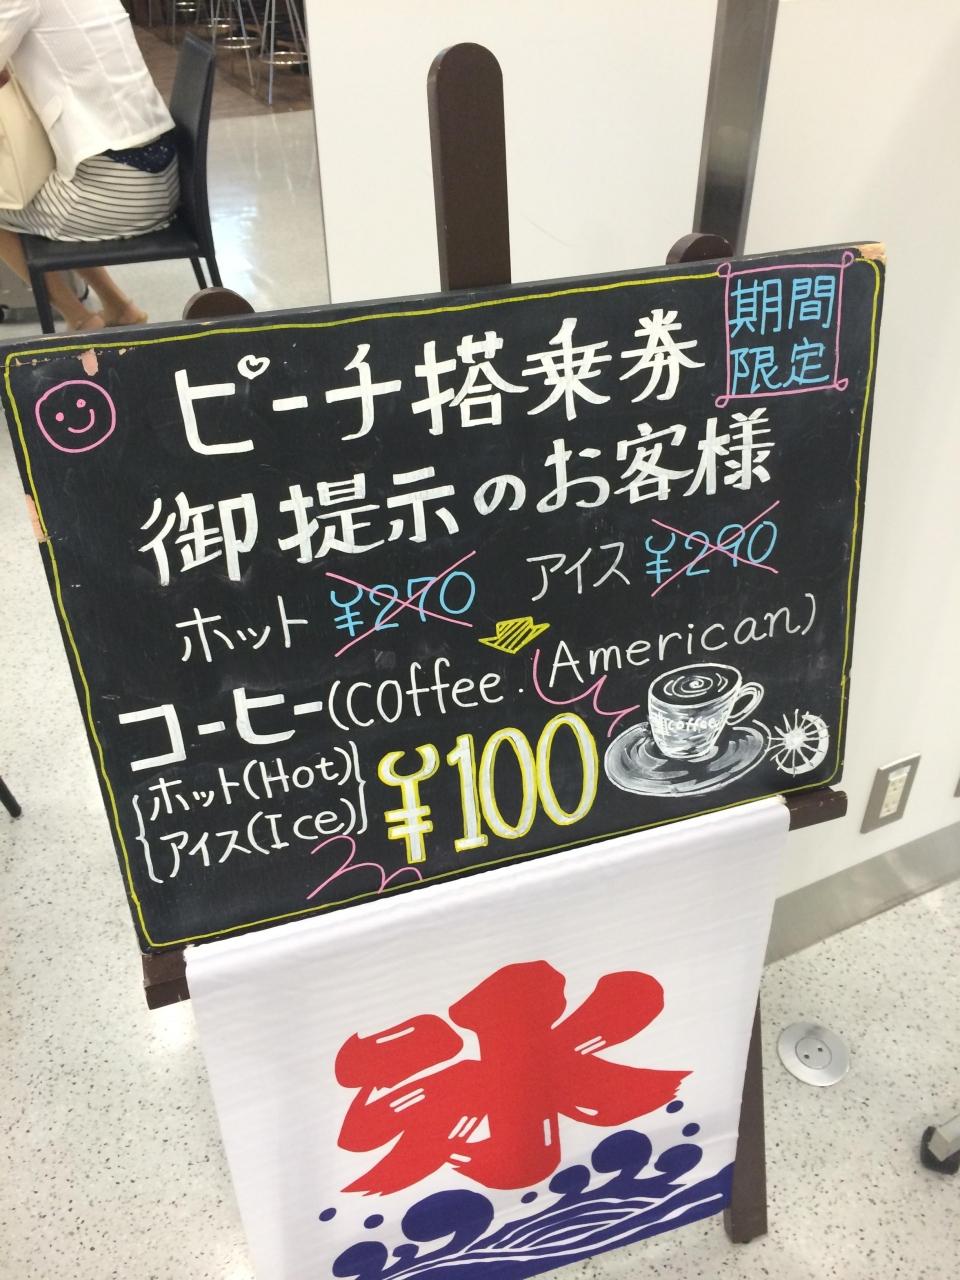 期間
限定
ピーチ搭乗券
御提示のお客様
ホット ¥270 アイス ¥290
コーヒー(coffee. American)
ホット(Hot)
アイス(Ice)
¥100
coffee
氷